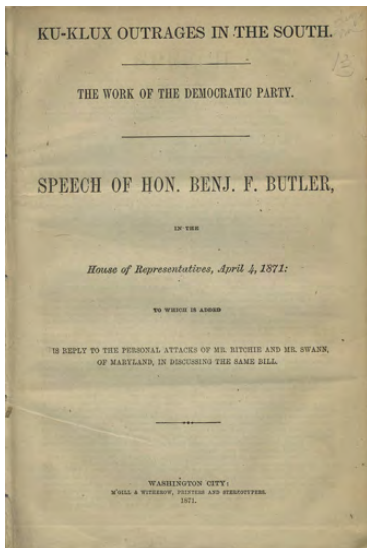 KU-KLUX OUTRAGES IN THE SOUTH.
THE WORK OF THE DEMOCRATIC PARTY.
SPEECH OF HON. BENJ. F. BUTLER,
IN THE
House of Representatives, April 4, 1871:
TO WHICH IS ADDED
IS REPLY TO THE PERSONAL ATTACKS OF MR. RITCHIE AND MR. SWANN,
OF MARYLAND, IN DISCUSSING THE SAME BILL.
WASHINGTON CITY:
M'GILL & WITHEROW, PRINTERS AND STEREOTYPERS.
1871.